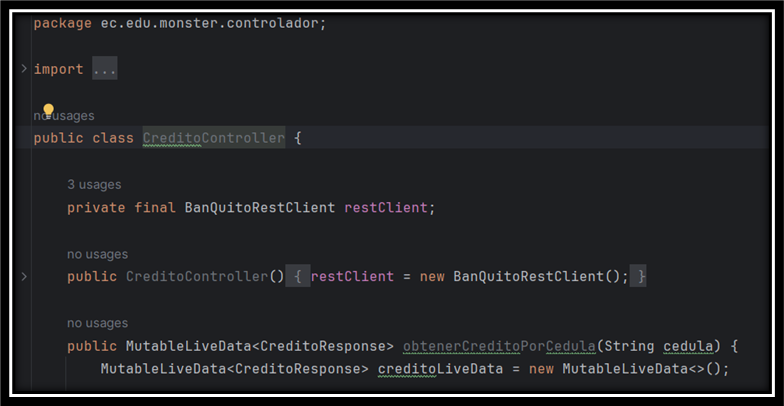 package ec.edu.monster.controlador;
import ...
no usages
public class CreditoController {
3 usages
private final BanQuitoRestClient restClient;
no usages
public CreditoController() { restClient = new BanQuitoRestClient(); }
no usages
public MutableLiveData<CreditoResponse> obtenerCreditoPorCedula(String cedula) {
MutableLiveData<CreditoResponse> creditoLiveData = new MutableLiveData<>();